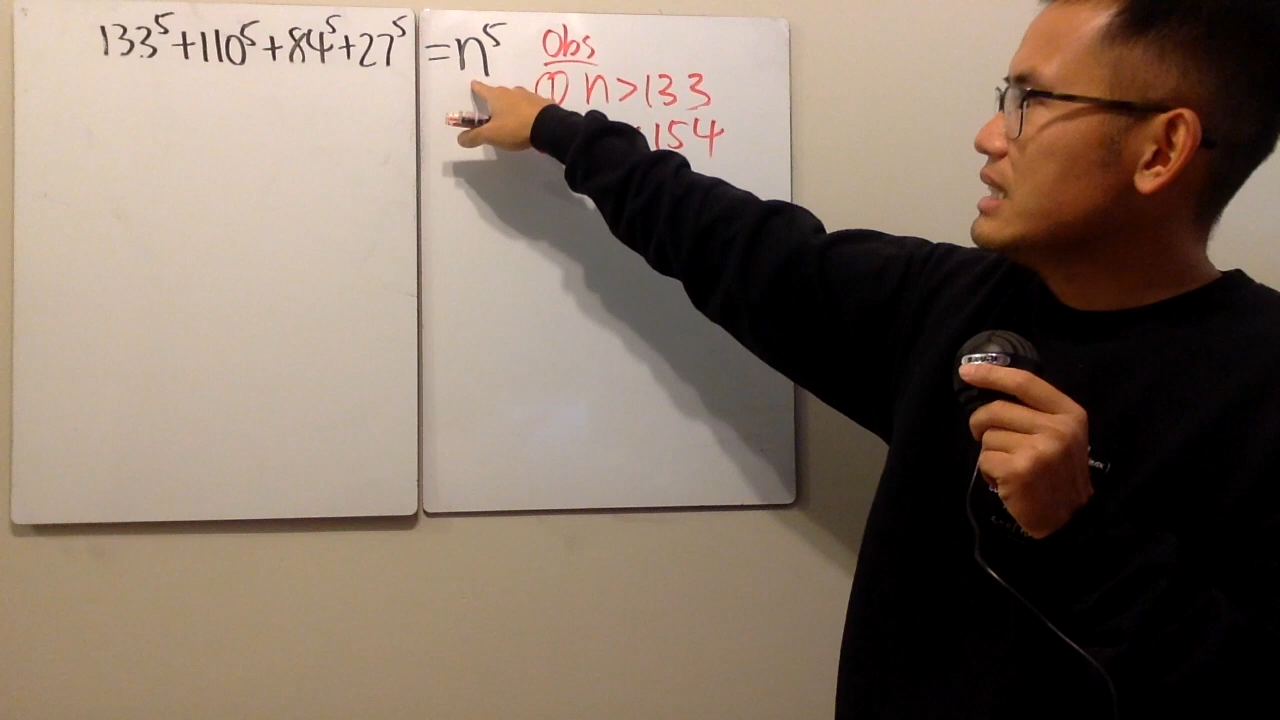 133⁵+110⁵+84⁵+27⁵ = n⁵
Obs
① n>133
154